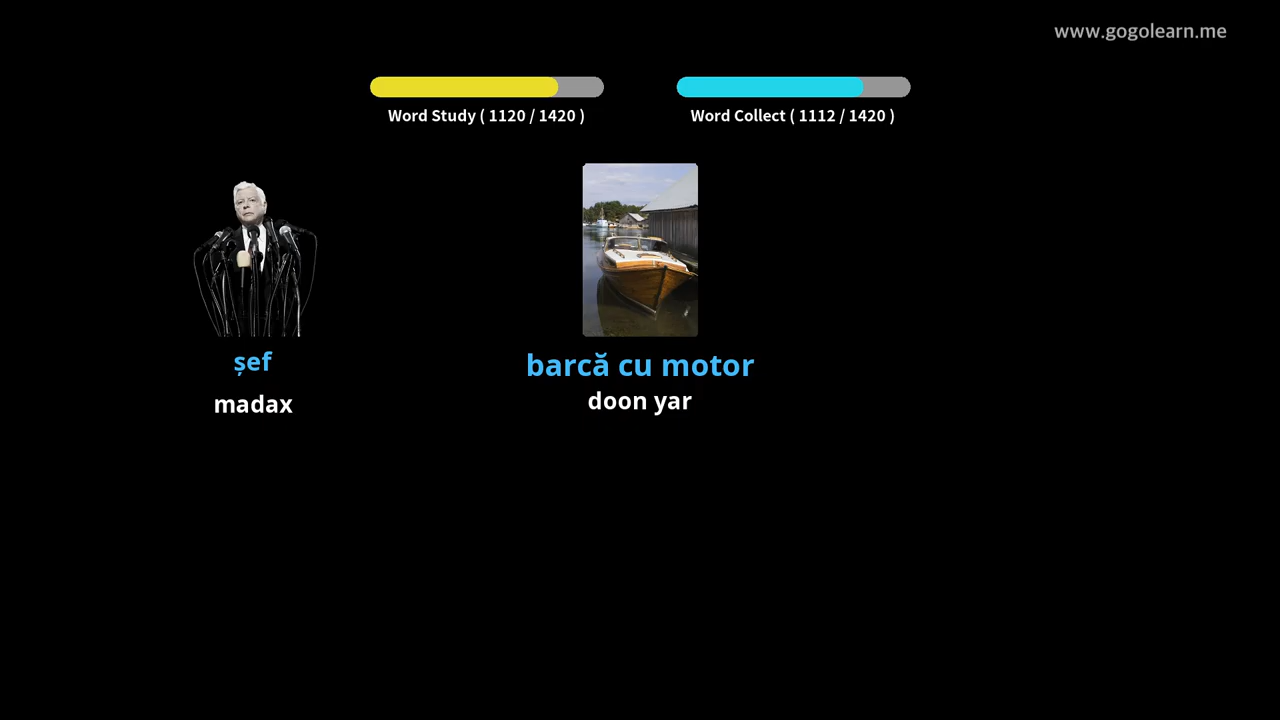 www.gogolearn.me
Word Study ( 1120 / 1420 )
Word Collect ( 1112 / 1420 )
șef
madax
barcă cu motor
doon yar